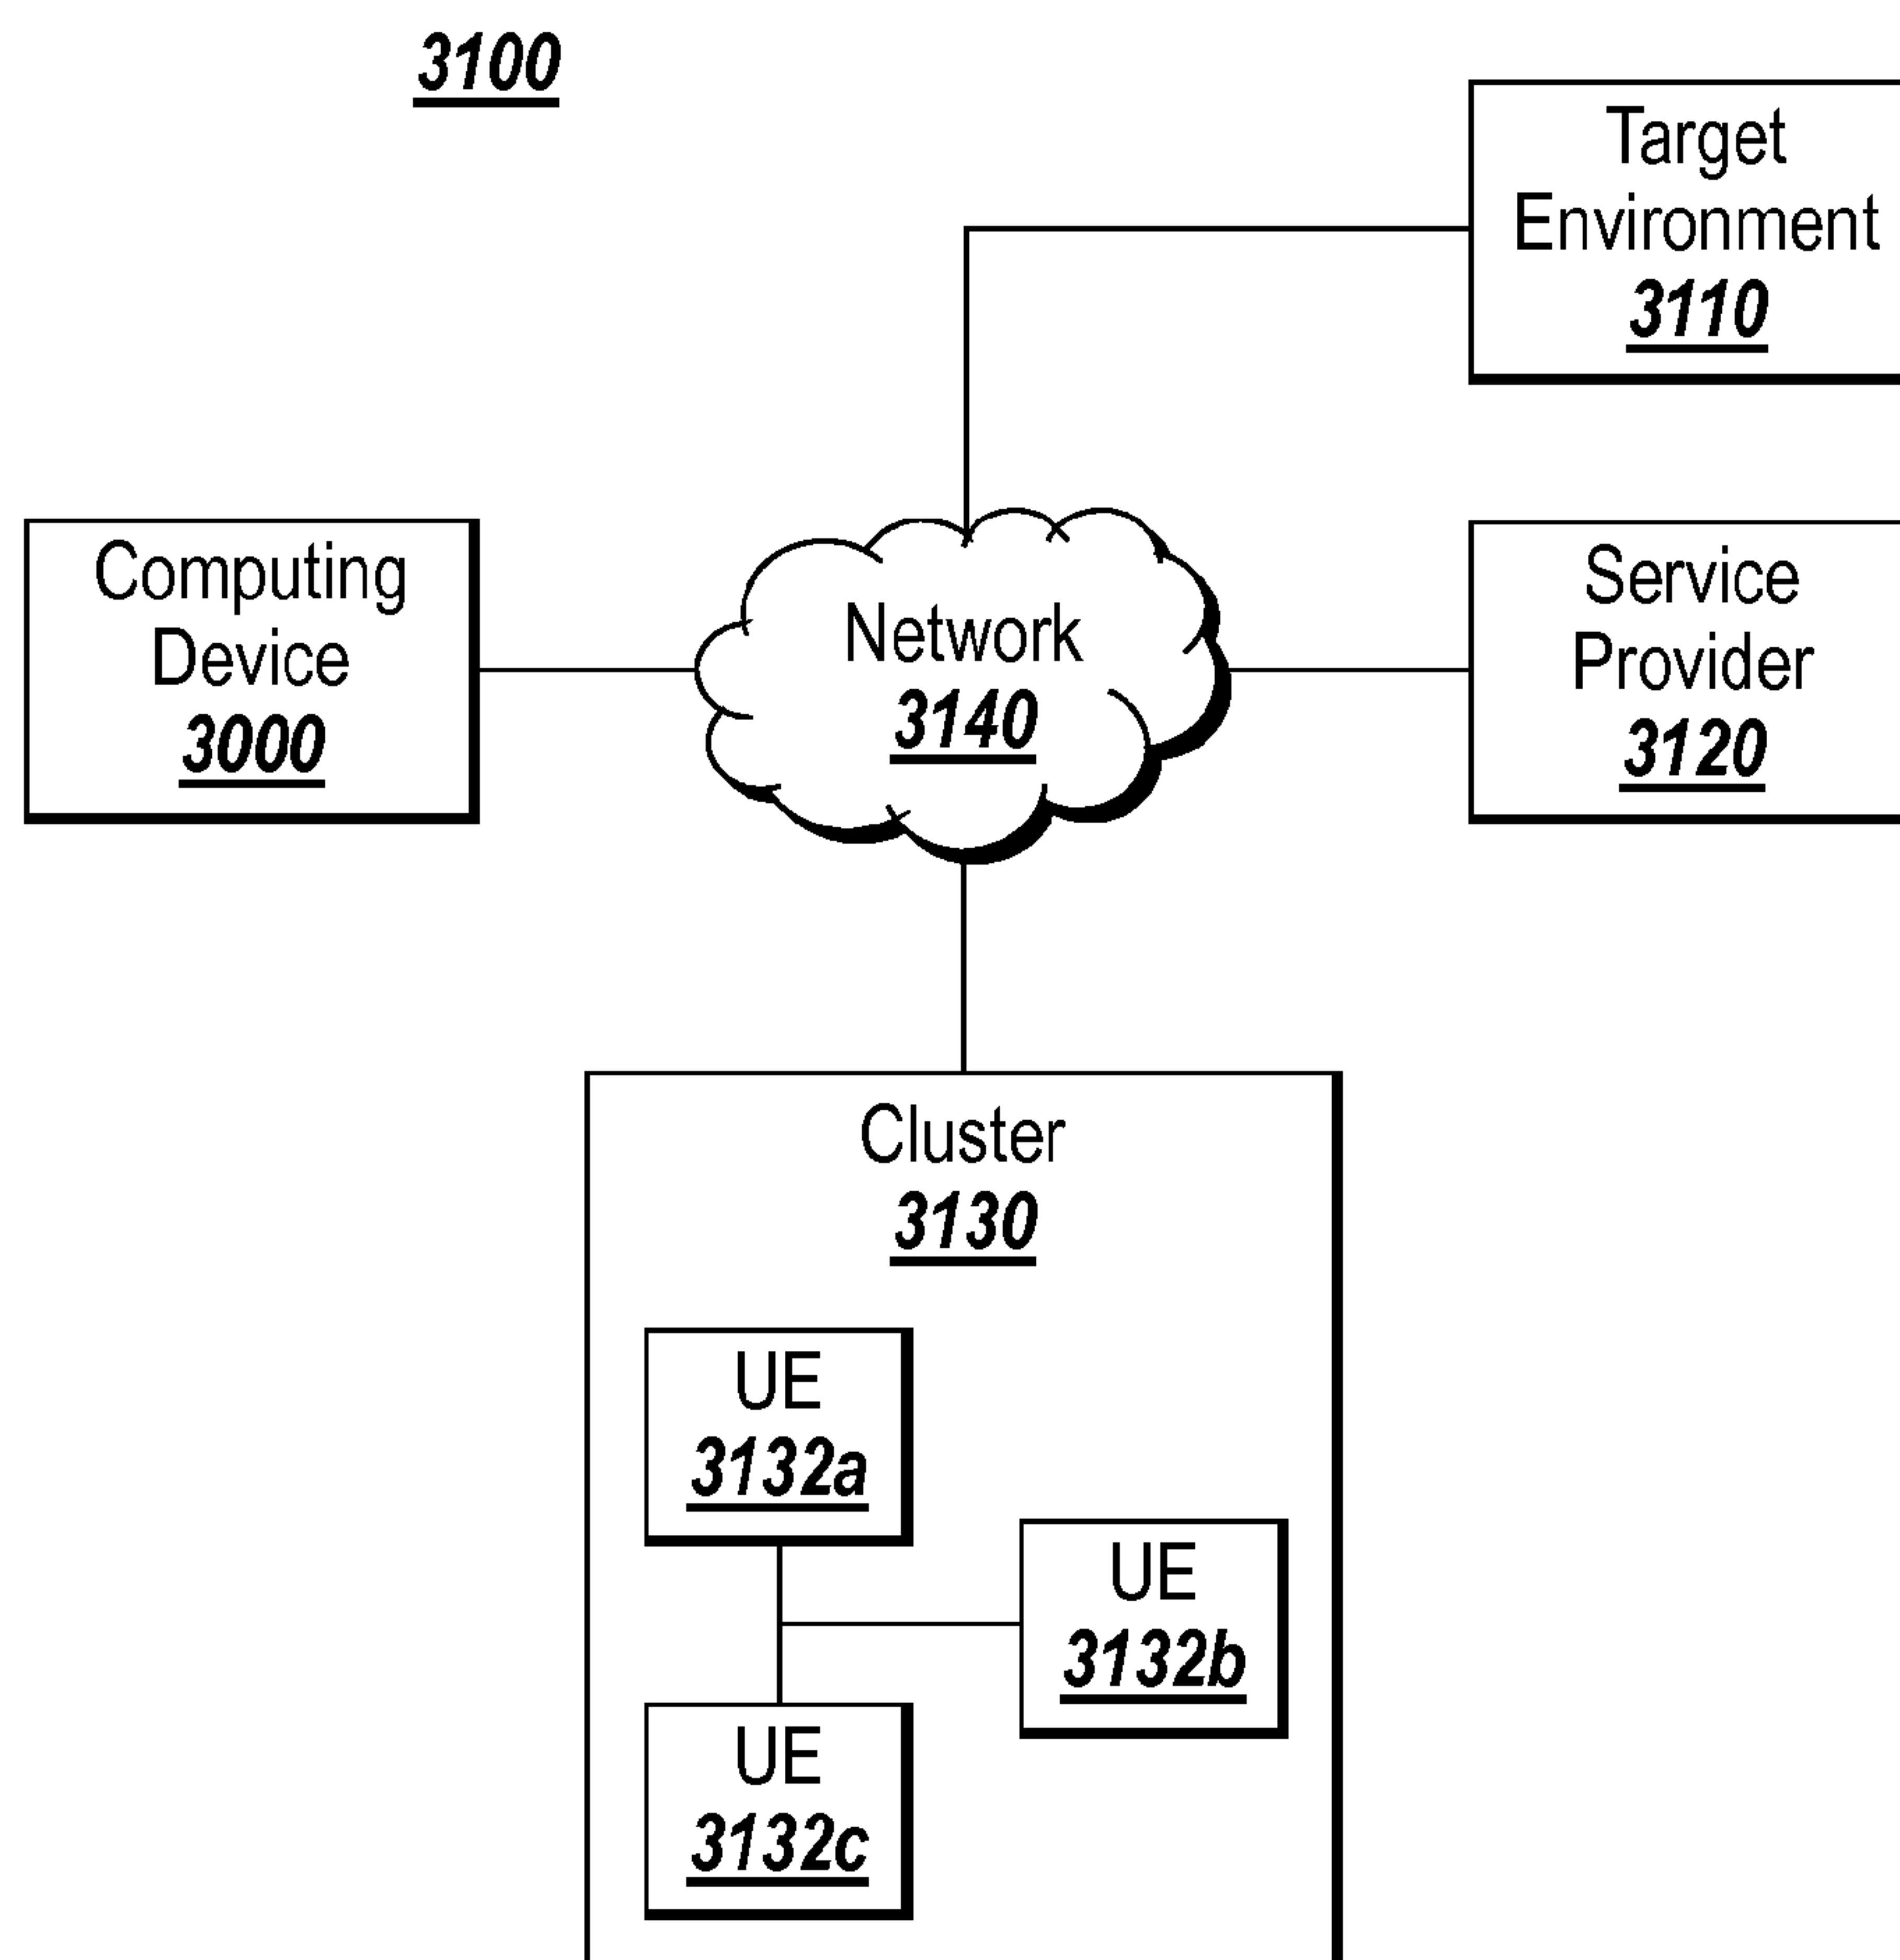 3100
Target
Environment
3110
Computing
Device
3000
Network
3140
Service
Provider
3120
Cluster
3130
UE
3132a
UE
3132b
UE
3132c